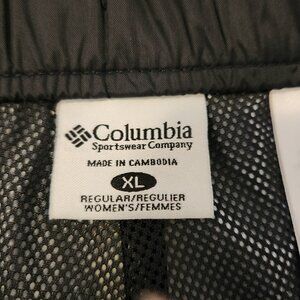 Columbia
Sportswear Company
MADE IN CAMBODIA
XL
REGULAR/REGULIER
WOMEN'S/FEMMES